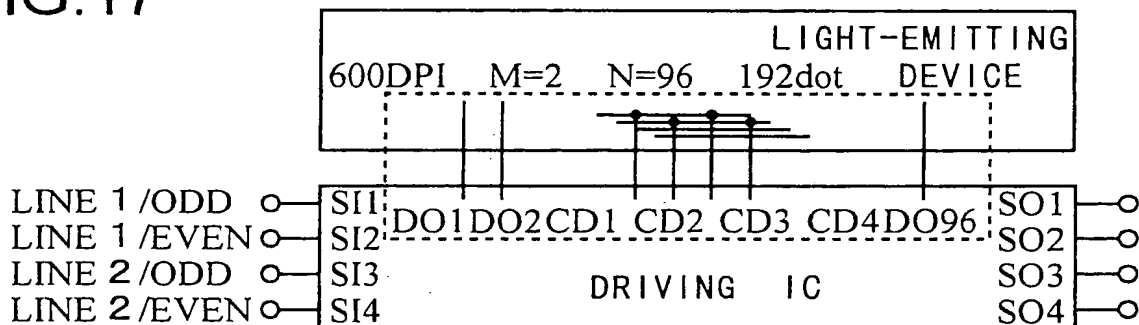 IG. 17
LIGHT-EMITTING
600DPI M=2 N=96 192dot DEVICE
LINE 1/ODD SI1 DO1 DO2 CD1 CD2 CD3 CD4 DO96 SO1
LINE 1/EVEN SI2 SO2
LINE 2/ODD SI3 DRIVING IC SO3
LINE 2/EVEN SI4 SO4